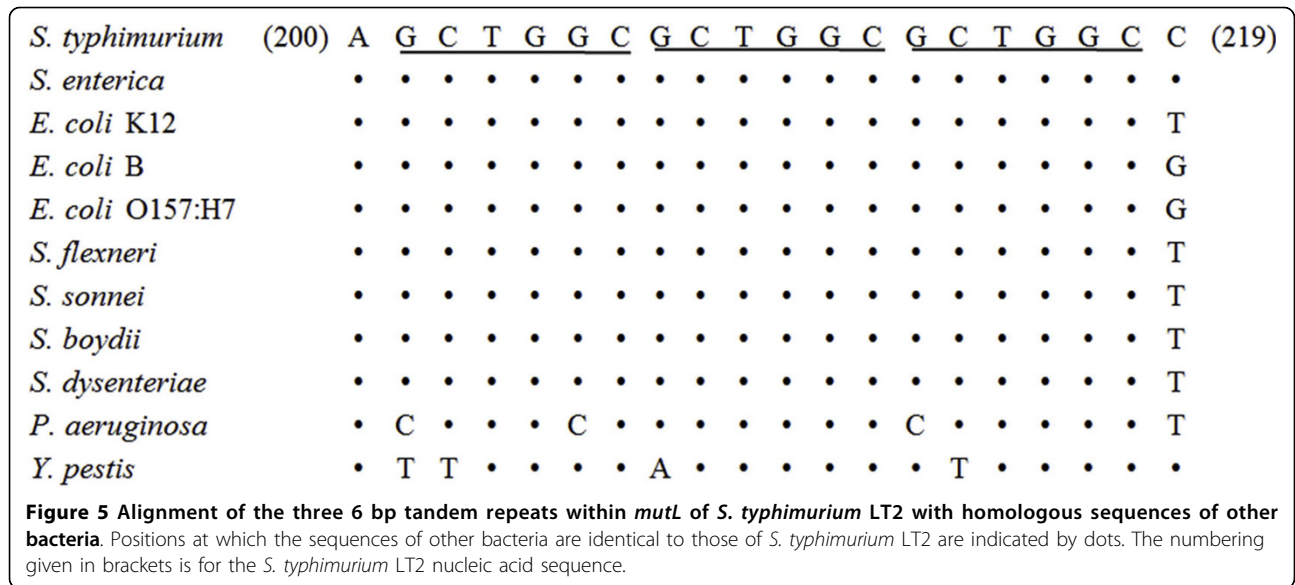 S. typhimurium (200) A G C T G G C G C T G G C G C T G G C C (219)
S. enterica • • • • • • • • • • • • • • • • • • • •
E. coli K12 • • • • • • • • • • • • • • • • • • • T
E. coli B • • • • • • • • • • • • • • • • • • • G
E. coli O157:H7 • • • • • • • • • • • • • • • • • • • G
S. flexneri • • • • • • • • • • • • • • • • • • • T
S. sonnei • • • • • • • • • • • • • • • • • • • T
S. boydii • • • • • • • • • • • • • • • • • • • T
S. dysenteriae • • • • • • • • • • • • • • • • • • • T
P. aeruginosa • C • • • C • • • • • • • C • • • • • T
Y. pestis • T T • • • • A • • • • • • T • • • • •
Figure 5 Alignment of the three 6 bp tandem repeats within mutL of S. typhimurium LT2 with homologous sequences of other
bacteria. Positions at which the sequences of other bacteria are identical to those of S. typhimurium LT2 are indicated by dots. The numbering
given in brackets is for the S. typhimurium LT2 nucleic acid sequence.